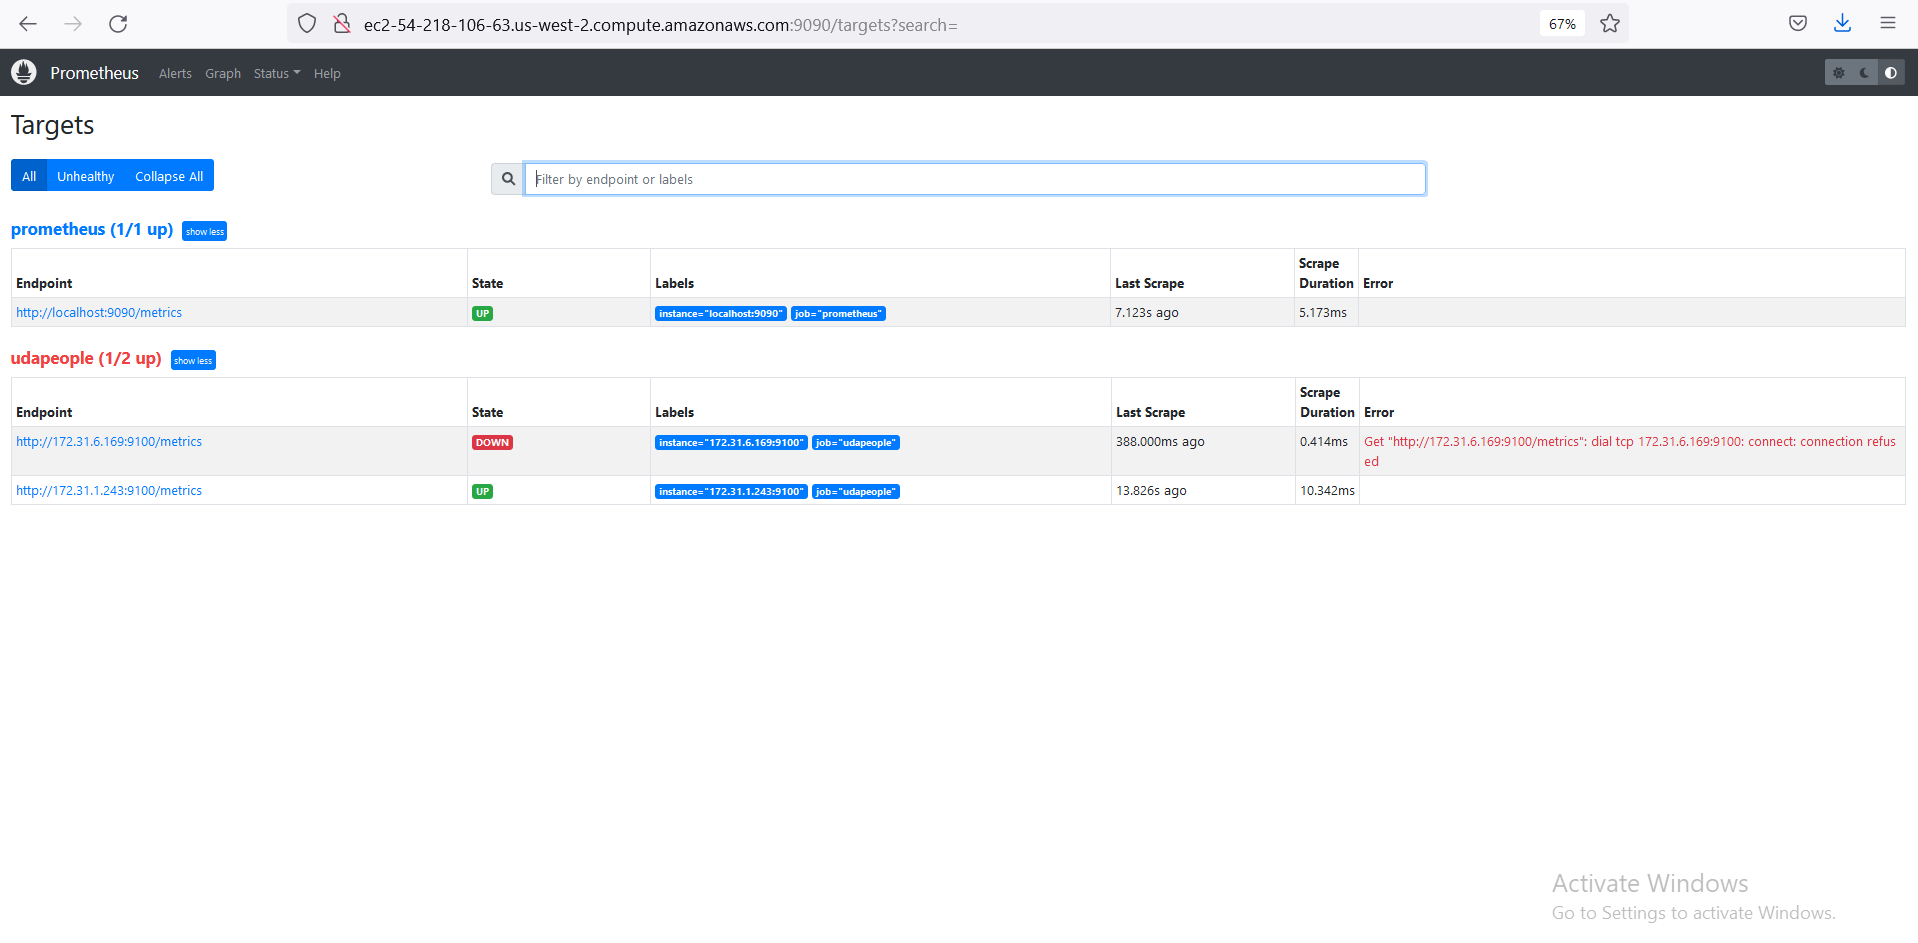 ec2-54-218-106-63.us-west-2.compute.amazonaws.com:9090/targets?search=
67%
Prometheus Alerts Graph Status Help
Targets
All Unhealthy Collapse All
Filter by endpoint or labels
prometheus (1/1 up) show less
Endpoint State Labels Last Scrape Scrape Duration Error
http://localhost:9090/metrics UP instance="localhost:9090" job="prometheus" 7.123s ago 5.173ms
udapeople (1/2 up) show less
Endpoint State Labels Last Scrape Scrape Duration Error
http://172.31.6.169:9100/metrics DOWN instance="172.31.6.169:9100" job="udapeople" 388.000ms ago 0.414ms Get "http://172.31.6.169:9100/metrics": dial tcp 172.31.6.169:9100: connect: connection refus
ed
http://172.31.1.243:9100/metrics UP instance="172.31.1.243:9100" job="udapeople" 13.826s ago 10.342ms
Activate Windows
Go to Settings to activate Windows.